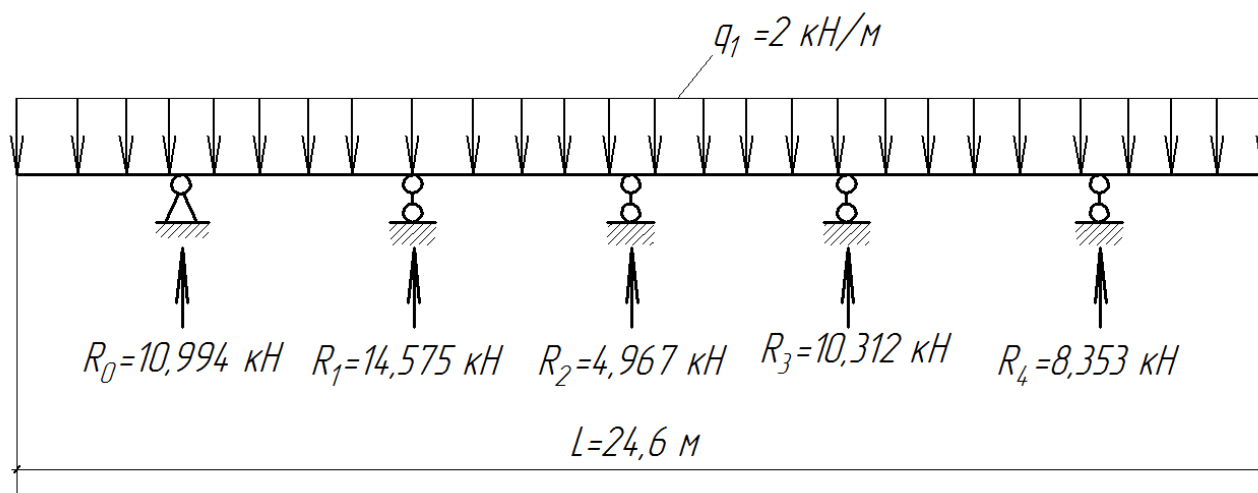 q₁ =2 кН/м
R₀=10,994 кН
R₁=14,575 кН
R₂=4,967 кН
R₃=10,312 кН
R₄=8,353 кН
L=24,6 м